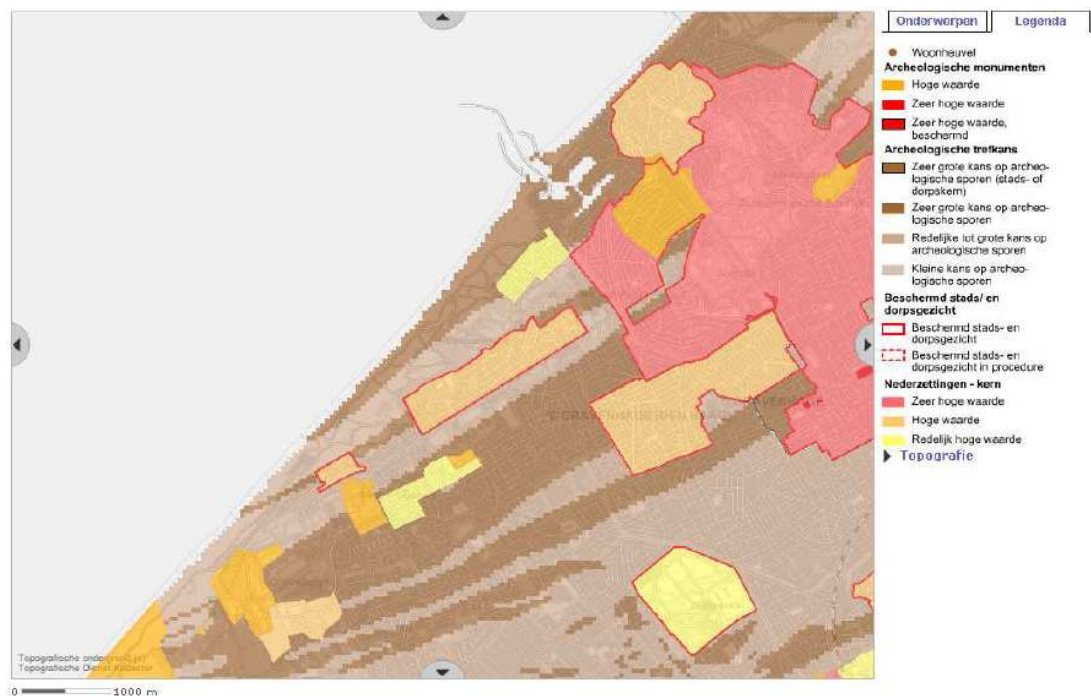 Onderwerpen
Legenda
Woonheuvel
Archeologische monumenten
Hoge waarde
Zeer hoge waarde
Zeer hoge waarde,
beschermd
Archeologische trefkans
Zeer grote kans op archeo-
logische sporen (stads- of
dorpskern)
Zeer grote kans op archeo-
logische sporen
Redelijke tot grote kans op
archeologische sporen
Kleine kans op archeo-
logische sporen
Beschermd stads/ en
dorpsgezicht
Beschermd stads- en
dorpsgezicht
Beschermd stads- en
dorpsgezicht in procedure
Nederzettingen - kern
Zeer hoge waarde
Hoge waarde
Redelijk hoge waarde
Topografie
Topografische
Topografische Dienst
0 1000 m